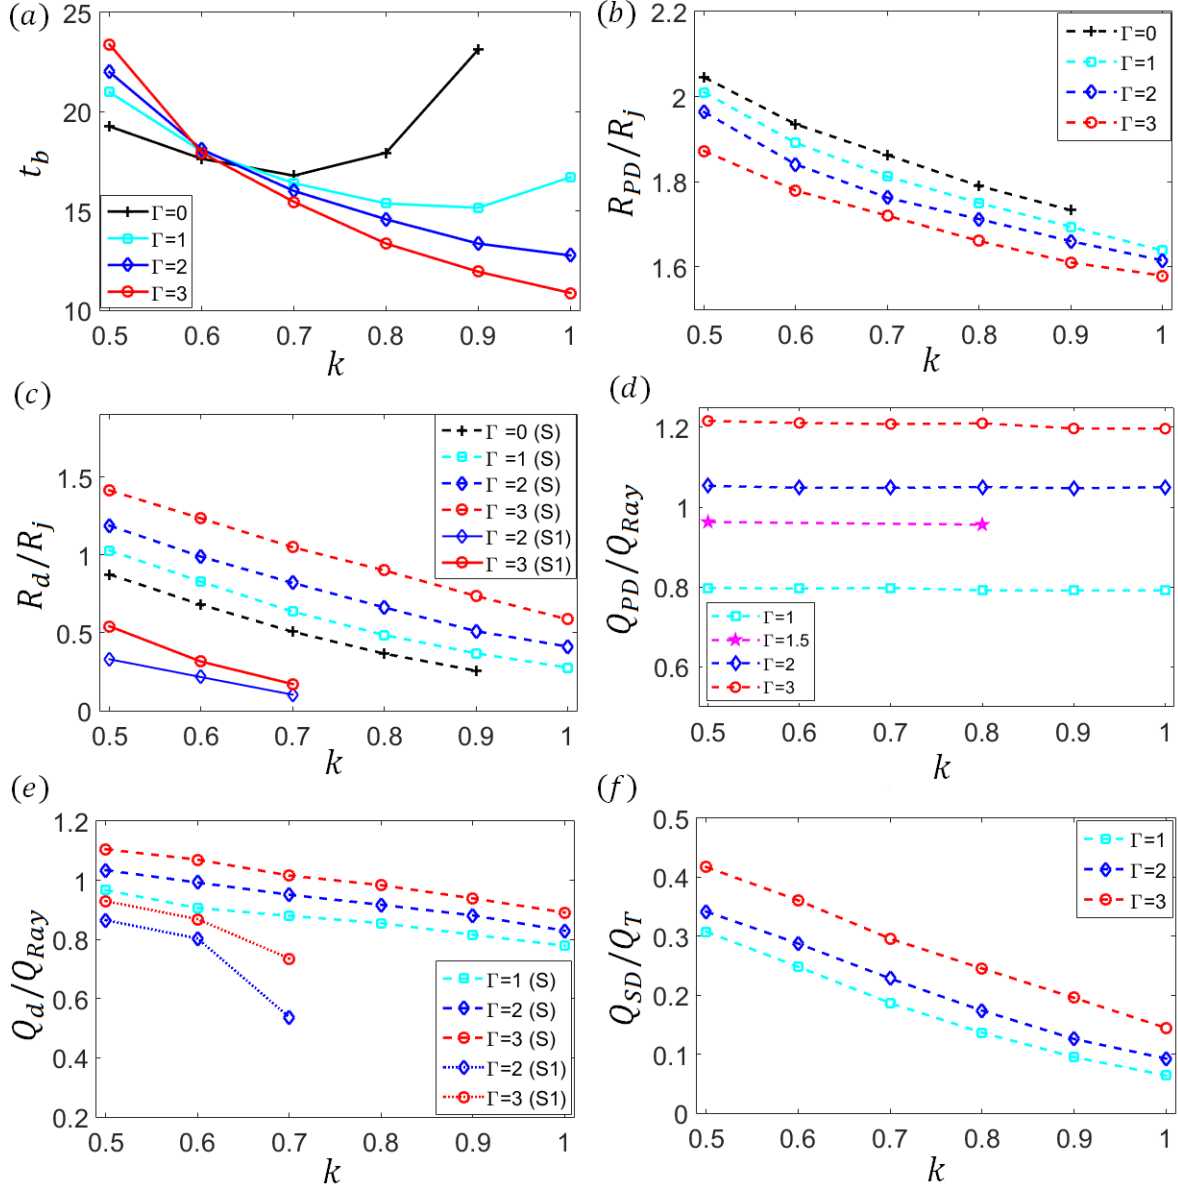 (a)
25
20
15
10
t_b
Γ=0
Γ=1
Γ=2
Γ=3
0.5 0.6 0.7 0.8 0.9 1
k
(b)
2.2
2
1.8
1.6
R_PD/R_j
Γ=0
Γ=1
Γ=2
Γ=3
0.5 0.6 0.7 0.8 0.9 1
k
(c)
1.5
1
0.5
0
R_d/R_j
Γ =0 (S)
Γ =1 (S)
Γ =2 (S)
Γ =3 (S)
Γ =2 (S1)
Γ =3 (S1)
0.5 0.6 0.7 0.8 0.9 1
k
(d)
1.2
1
0.8
0.6
Q_PD/Q_Ray
Γ=1
Γ=1.5
Γ=2
Γ=3
0.5 0.6 0.7 0.8 0.9 1
k
(e)
1.2
1
0.8
0.6
0.4
0.2
Q_d/Q_Ray
Γ=1 (S)
Γ=2 (S)
Γ=3 (S)
Γ=2 (S1)
Γ=3 (S1)
0.5 0.6 0.7 0.8 0.9 1
k
(f)
0.5
0.4
0.3
0.2
0.1
0
Q_SD/Q_T
Γ=1
Γ=2
Γ=3
0.5 0.6 0.7 0.8 0.9 1
k